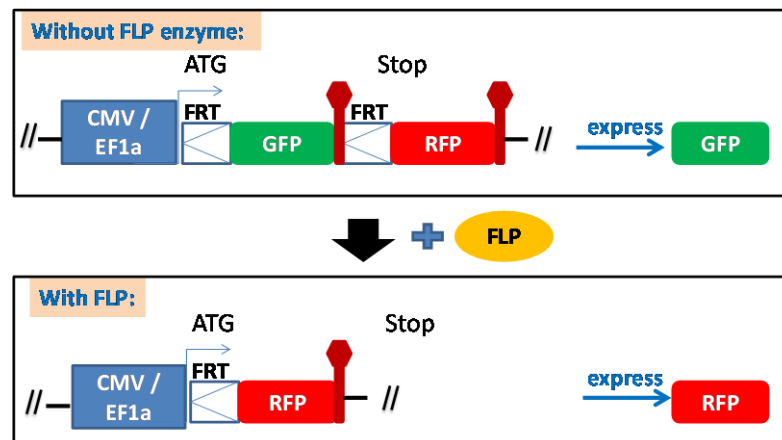 Without FLP enzyme:
ATG Stop
FRT FRT
// CMV / EF1a GFP RFP // express GFP
+ FLP
With FLP:
ATG Stop
FRT
// CMV / EF1a RFP // express RFP